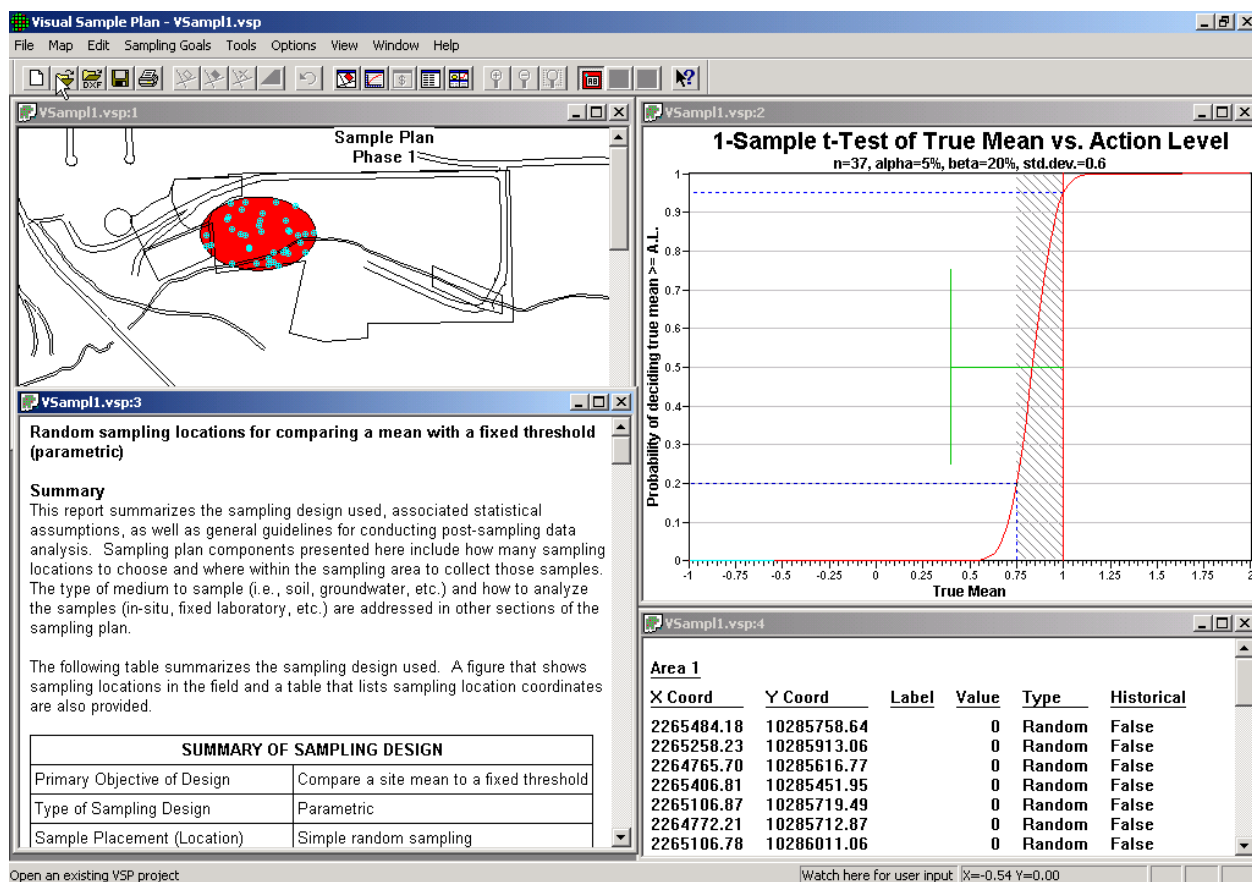 Visual Sample Plan - VSampl1.vsp
File Map Edit Sampling Goals Tools Options View Window Help
DXF
AB
VSampl1.vsp:1
Sample Plan
Phase 1
VSampl1.vsp:3
Random sampling locations for comparing a mean with a fixed threshold
(parametric)
Summary
This report summarizes the sampling design used, associated statistical
assumptions, as well as general guidelines for conducting post-sampling data
analysis. Sampling plan components presented here include how many sampling
locations to choose and where within the sampling area to collect those samples.
The type of medium to sample (i.e., soil, groundwater, etc.) and how to analyze
the samples (in-situ, fixed laboratory, etc.) are addressed in other sections of the
sampling plan.
The following table summarizes the sampling design used. A figure that shows
sampling locations in the field and a table that lists sampling location coordinates
are also provided.
SUMMARY OF SAMPLING DESIGN
Primary Objective of Design Compare a site mean to a fixed threshold
Type of Sampling Design Parametric
Sample Placement (Location) Simple random sampling
VSampl1.vsp:2
1-Sample t-Test of True Mean vs. Action Level
n=37, alpha=5%, beta=20%, std.dev.=0.6
Probability of deciding true mean >= A.L.
1
0.9
0.8
0.7
0.6
0.5
0.4
0.3
0.2
0.1
0
-1 -0.75 -0.5 -0.25 0 0.25 0.5 0.75 1 1.25 1.5 1.75 2
True Mean
VSampl1.vsp:4
Area 1
X Coord Y Coord Label Value Type Historical
2265484.18 10285758.64 0 Random False
2265258.23 10285913.06 0 Random False
2264765.70 10285616.77 0 Random False
2265406.81 10285451.95 0 Random False
2265106.87 10285719.49 0 Random False
2264772.21 10285712.87 0 Random False
2265106.78 10286011.06 0 Random False
Open an existing VSP project
Watch here for user input X=-0.54 Y=0.00